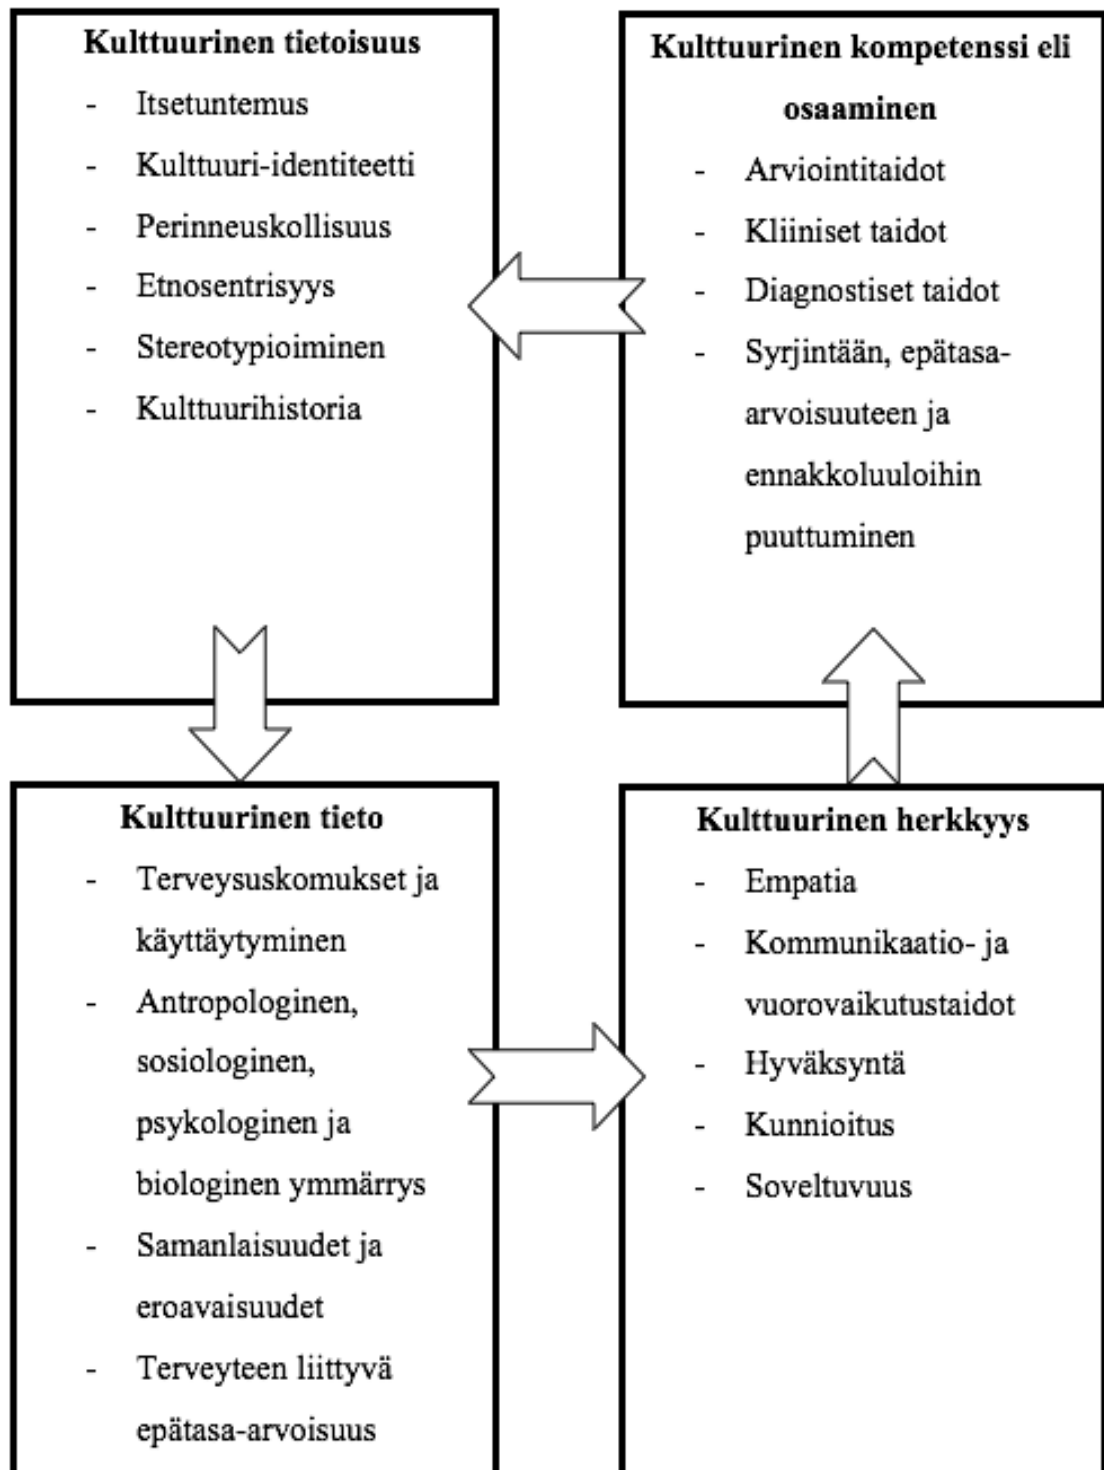 Kulttuurinen tietoisuus
- Itsetuntemus
- Kulttuuri-identiteetti
- Perinneuskollisuus
- Etnosentrisyys
- Stereotypioiminen
- Kulttuurihistoria
Kulttuurinen kompetenssi eli
osaaminen
- Arviointitaidot
- Kliiniset taidot
- Diagnostiset taidot
- Syrjintään, epätasa-
arvoisuuteen ja
ennakkoluuloihin
puuttuminen
Kulttuurinen tieto
- Terveysuskomukset ja
käyttäytyminen
- Antropologinen,
sosiologinen,
psykologinen ja
biologinen ymmärrys
- Samanlaisuudet ja
eroavaisuudet
- Terveyteen liittyvä
epätasa-arvoisuus
Kulttuurinen herkkyys
- Empatia
- Kommunikaatio- ja
vuorovaikutustaidot
- Hyväksyntä
- Kunnioitus
- Soveltuvuus